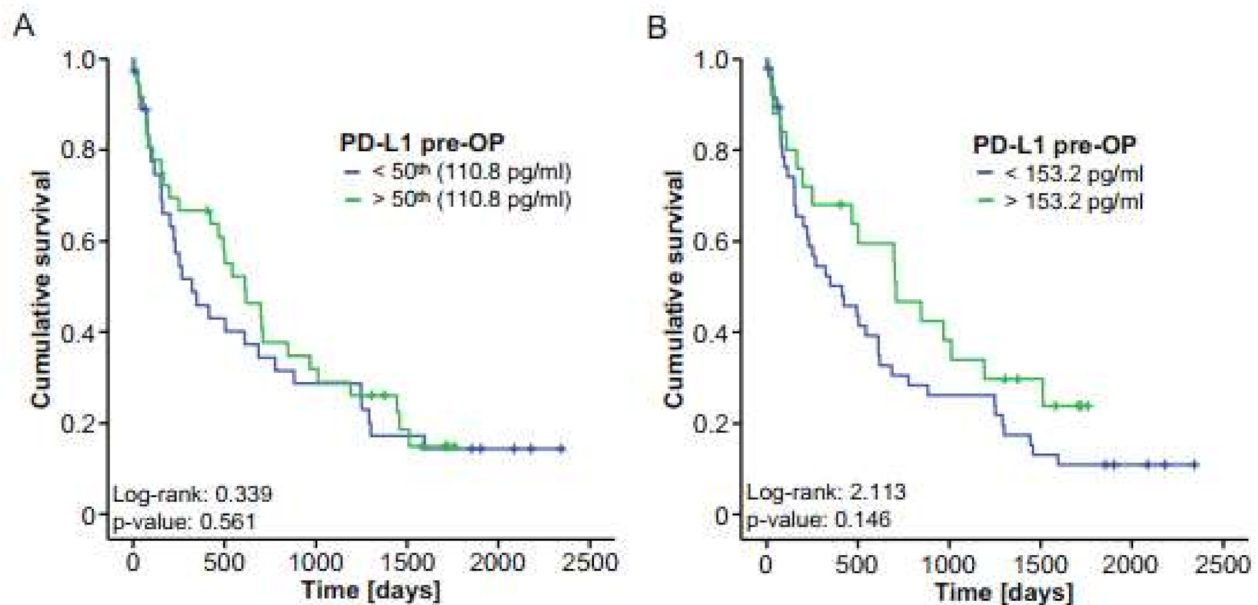 A
Cumulative survival
1.0
0.8
0.6
0.4
0.2
0
PD-L1 pre-OP
< 50th (110.8 pg/ml)
> 50th (110.8 pg/ml)
Log-rank: 0.339
p-value: 0.561
0 500 1000 1500 2000 2500
Time [days]
B
Cumulative survival
1.0
0.8
0.6
0.4
0.2
0
PD-L1 pre-OP
< 153.2 pg/ml
> 153.2 pg/ml
Log-rank: 2.113
p-value: 0.146
0 500 1000 1500 2000 2500
Time [days]